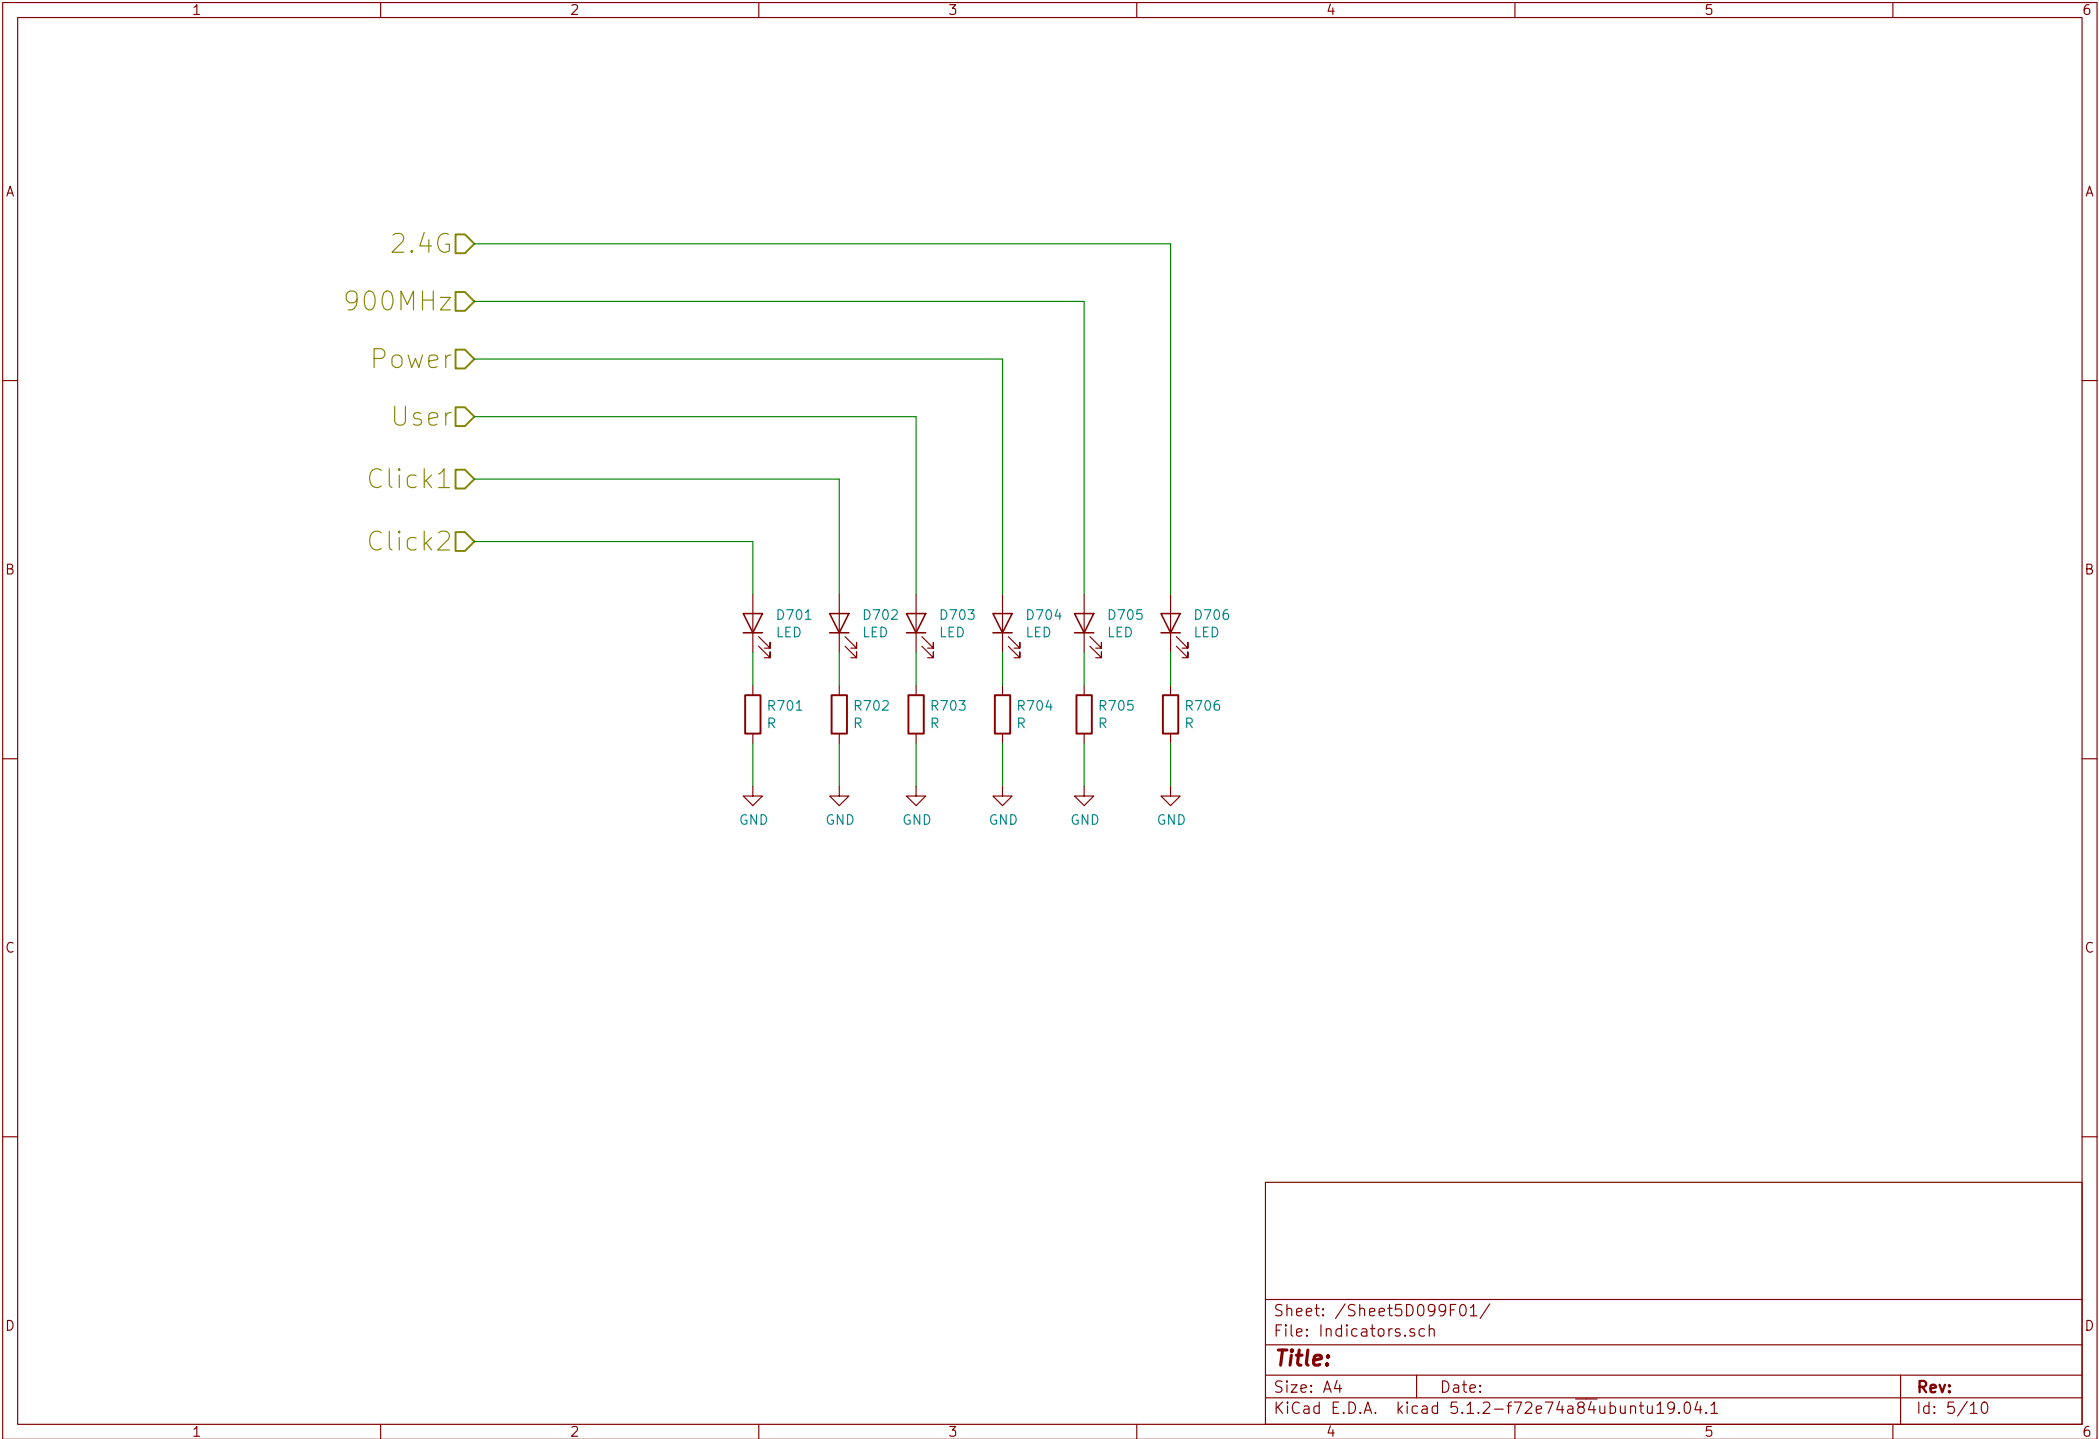 1 2 3 4 5 6
A A
2.4G
900MHz
Power
User
Click1
Click2
B B
D701 D702 D703 D704 D705 D706
LED LED LED LED LED LED
R701 R702 R703 R704 R705 R706
R R R R R R
GND GND GND GND GND GND
C C
Sheet: /Sheet5D099F01/
D D
File: Indicators.sch
Title:
Size: A4 Date: Rev:
KiCad E.D.A. kicad 5.1.2-f72e74a84ubuntu19.04.1 Id: 5/10
1 2 3 4 5 6